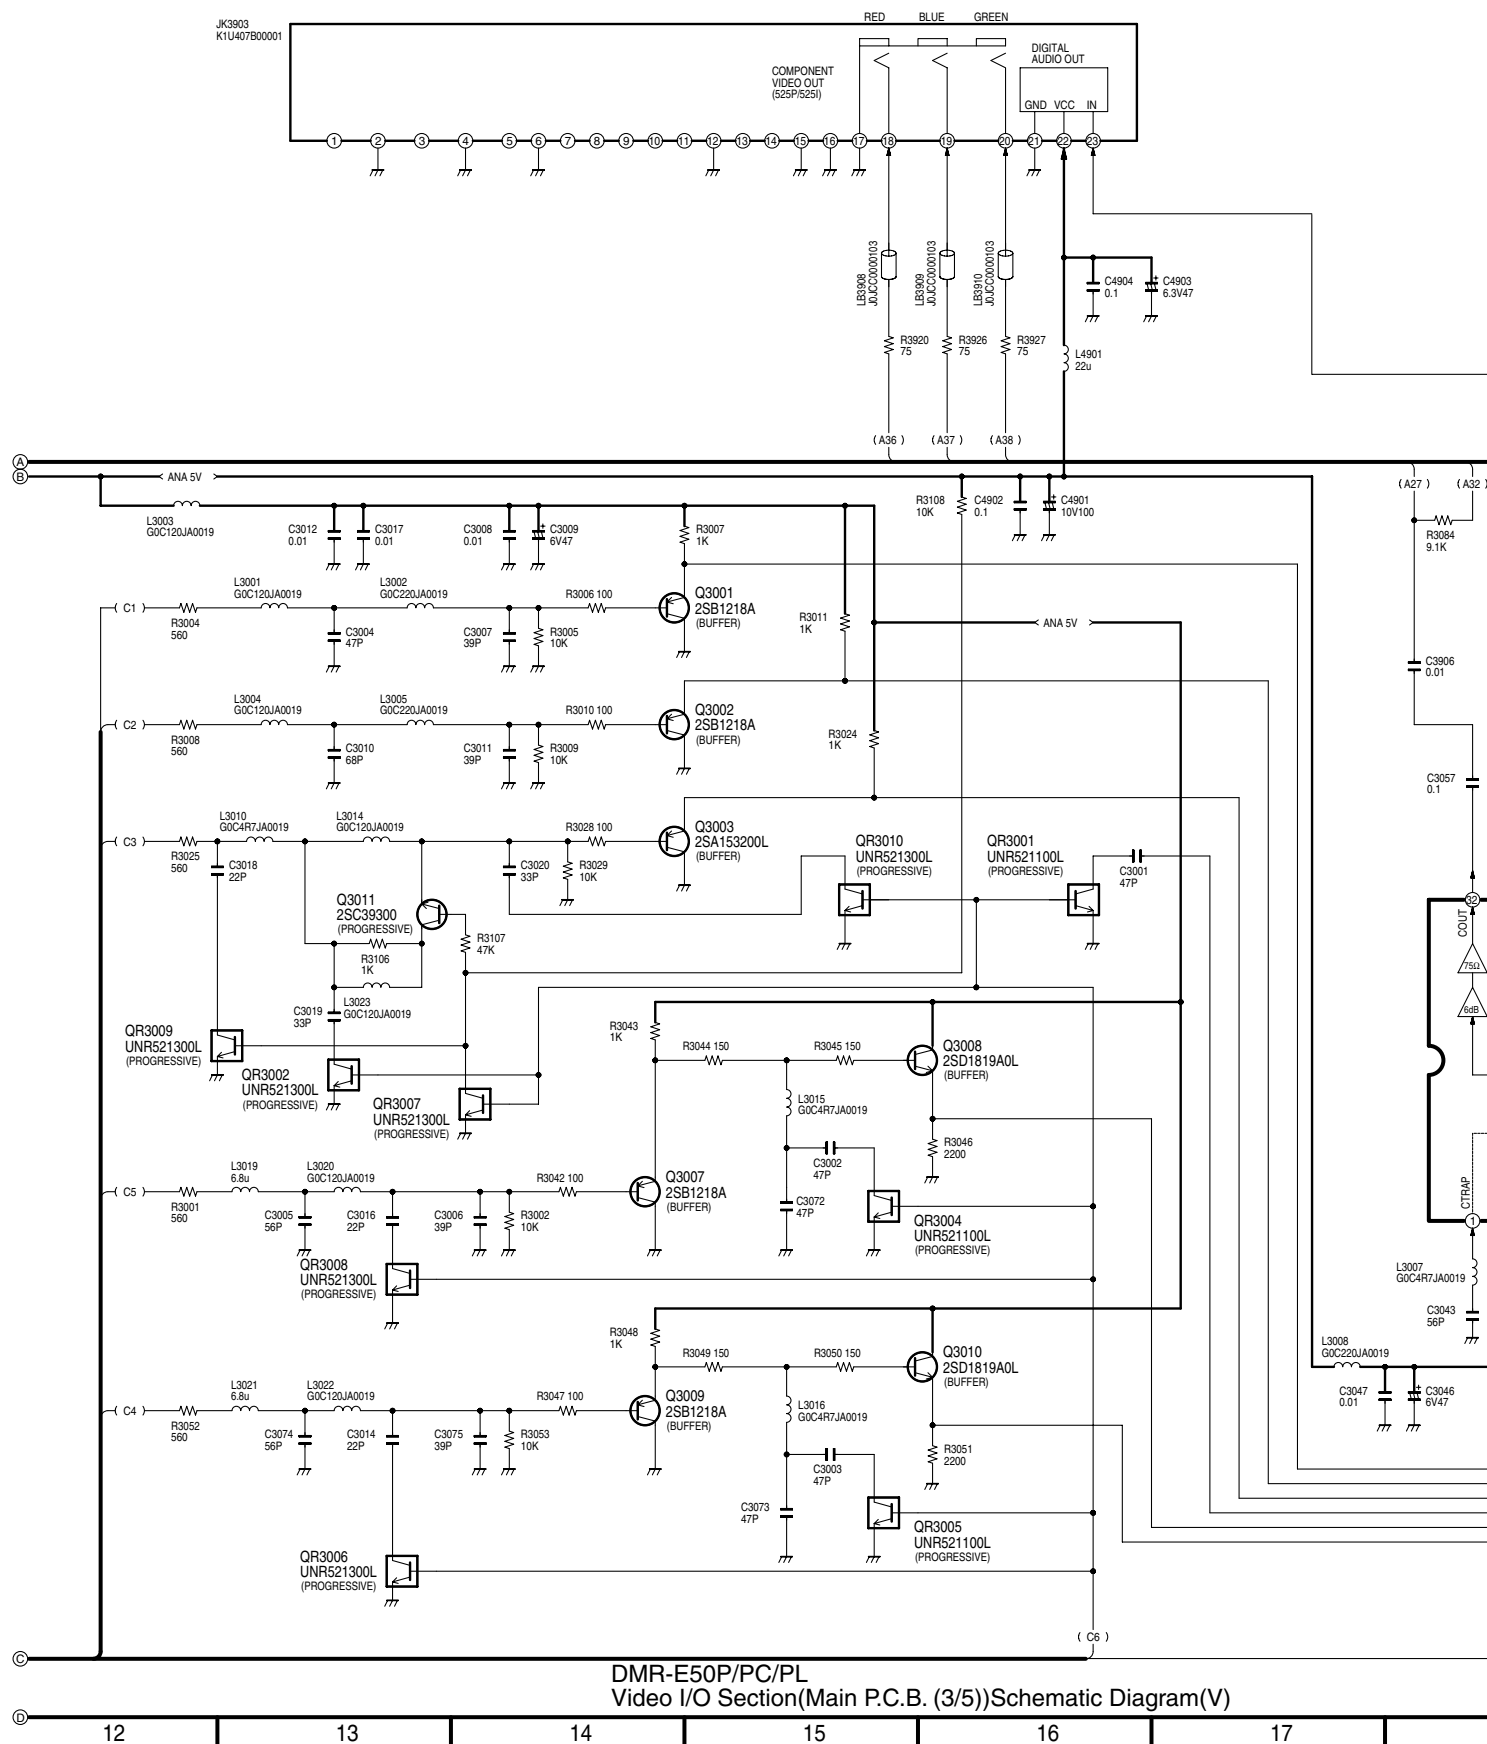 JK3903
K1U407B00001
RED BLUE GREEN
COMPONENT
VIDEO OUT
(525P/525I)
DIGITAL
AUDIO OUT
GND VCC IN
1 2 3 4 5 6 7 8 9 10 11 12 13 14 15 16 17 18 19 20 21 22 23
LB3908
J0JCC0000103
LB3909
J0JCC0000103
LB3910
J0JCC0000103
C4904
0.1
C4903
6.3V47
R3920
75
R3926
75
R3927
75
L4901
22u
(A36) (A37) (A38)
A
B
ANA 5V
(A27) (A32)
L3003
G0C120JA0019
C3012
0.01
C3017
0.01
C3008
0.01
C3009
6V47
R3007
1K
R3108
10K
C4902
0.1
C4901
10V100
R3084
9.1K
(C1)
R3004
560
L3001
G0C120JA0019
L3002
G0C220JA0019
C3004
47P
C3007
39P
R3005
10K
R3006 100
Q3001
2SB1218A
(BUFFER)
R3011
1K
ANA 5V
C3906
0.01
(C2)
R3008
560
L3004
G0C120JA0019
L3005
G0C220JA0019
C3010
68P
C3011
39P
R3009
10K
R3010 100
Q3002
2SB1218A
(BUFFER)
R3024
1K
C3057
0.1
(C3)
R3025
560
L3010
G0C4R7JA0019
L3014
G0C120JA0019
C3018
22P
C3020
33P
R3028 100
R3029
10K
Q3003
2SA153200L
(BUFFER)
QR3010
UNR521300L
(PROGRESSIVE)
QR3001
UNR521100L
(PROGRESSIVE)
C3001
47P
Q3011
2SC39300
(PROGRESSIVE)
R3106
1K
R3107
47K
C3019
33P
L3023
G0C120JA0019
32
COUT
75Ω
6dB
QR3009
UNR521300L
(PROGRESSIVE)
QR3002
UNR521300L
(PROGRESSIVE)
QR3007
UNR521300L
(PROGRESSIVE)
R3043
1K
R3044 150
R3045 150
Q3008
2SD1819A0L
(BUFFER)
L3015
G0C4R7JA0019
C3002
47P
R3046
2200
(C5)
R3001
560
L3019
6.8u
L3020
G0C120JA0019
C3005
56P
C3016
22P
C3006
39P
R3002
10K
R3042 100
Q3007
2SB1218A
(BUFFER)
C3072
47P
QR3004
UNR521100L
(PROGRESSIVE)
CTRAP
1
QR3008
UNR521300L
(PROGRESSIVE)
L3007
G0C4R7JA0019
C3043
56P
R3048
1K
R3049 150
R3050 150
Q3010
2SD1819A0L
(BUFFER)
L3008
G0C220JA0019
C3047
0.01
C3046
6V47
(C4)
R3052
560
L3021
6.8u
L3022
G0C120JA0019
C3074
56P
C3014
22P
C3075
39P
R3053
10K
R3047 100
Q3009
2SB1218A
(BUFFER)
L3016
G0C4R7JA0019
C3003
47P
R3051
2200
C3073
47P
QR3005
UNR521100L
(PROGRESSIVE)
QR3006
UNR521300L
(PROGRESSIVE)
(C6)
C
DMR-E50P/PC/PL
Video I/O Section(Main P.C.B. (3/5))Schematic Diagram(V)
D
12 13 14 15 16 17